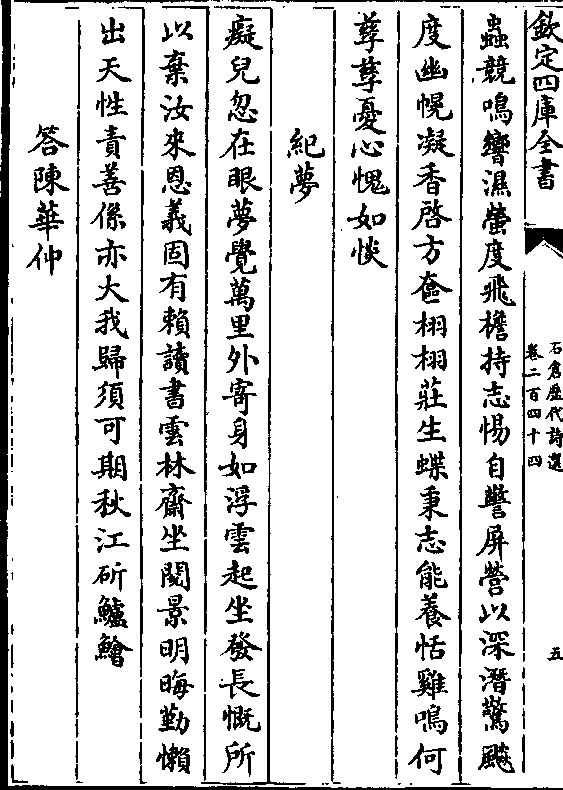 欽定四庫全書
石倉歴代詩選
卷二百四十四
五
蟲競鳴響濕螢度飛檐持志惕自警屏營以深潛驚飈
度幽幌凝香啓方奩栩栩莊生蝶秉志能養恬雞鳴何
孳孳憂心愧如惔
紀夢
癡兒忽在眼夢覺萬里外寄身如浮雲起坐發長慨所
以棄汝來恩義固有賴讀書雲林齋坐閱景明晦勤懶
出天性責善係亦大我歸須可期秋江斫鱸鱠
答陳華仲